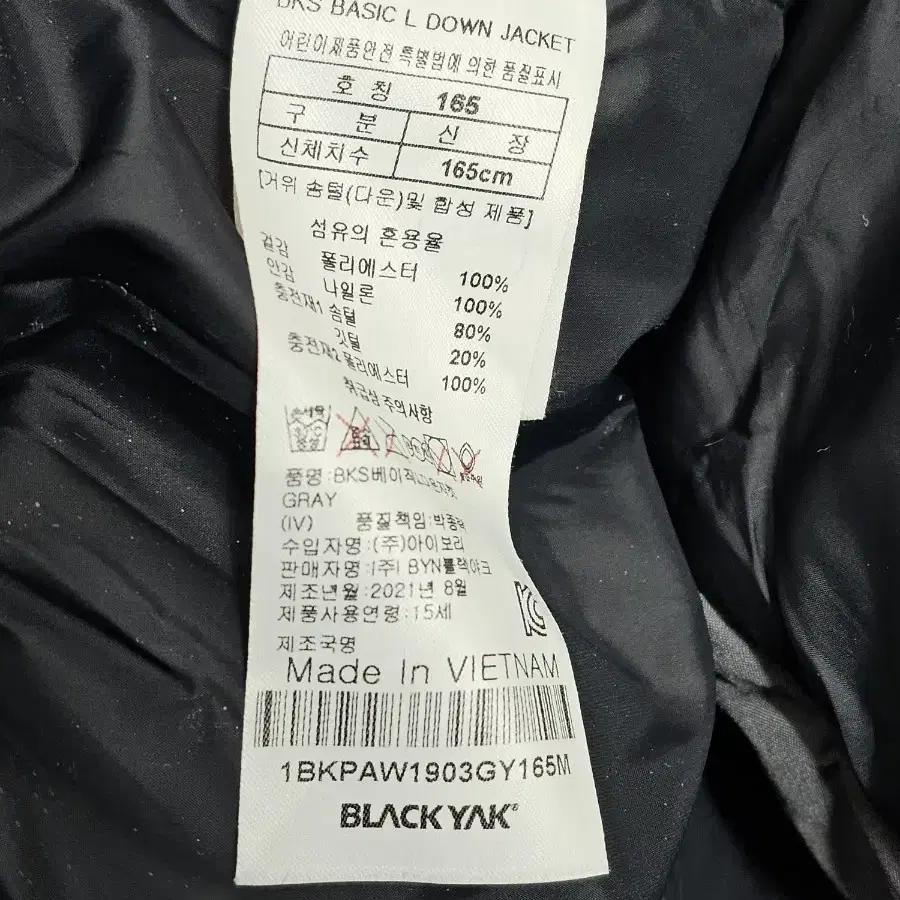 BKS BASIC L DOWN JACKET
어린이제품안전 특별법에 의한 품질표시
호 칭 165
구 분 신 장
신체치수 165cm
[거위 솜털(다운)및 합성 제품]
섬유의 혼용율
겉감 폴리에스터 100%
안감 나일론 100%
충전재1 솜털 80%
깃털 20%
충전재2 폴리에스터 100%
취급상 주의사항
품명:BKS베이직
GRAY
(IV) 품질책임:박종
수입자명:(주)아이보리
판매자명:(주) BYN블랙야크
제조년월:2021년 8월
제품사용연령:15세
제조국명
Made In VIETNAM
1BKPAW1903GY165M
BLACK YAK